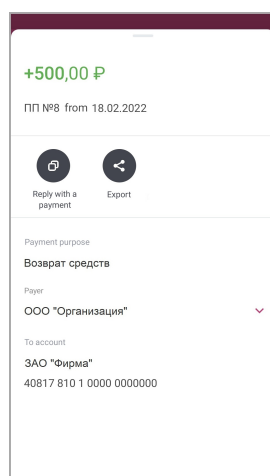 +500,00 ₽
ПП №8 from 18.02.2022
Reply with a
payment
Export
Payment purpose
Возврат средств
Payer
ООО "Организация"
To account
ЗАО "Фирма"
40817 810 1 0000 0000000